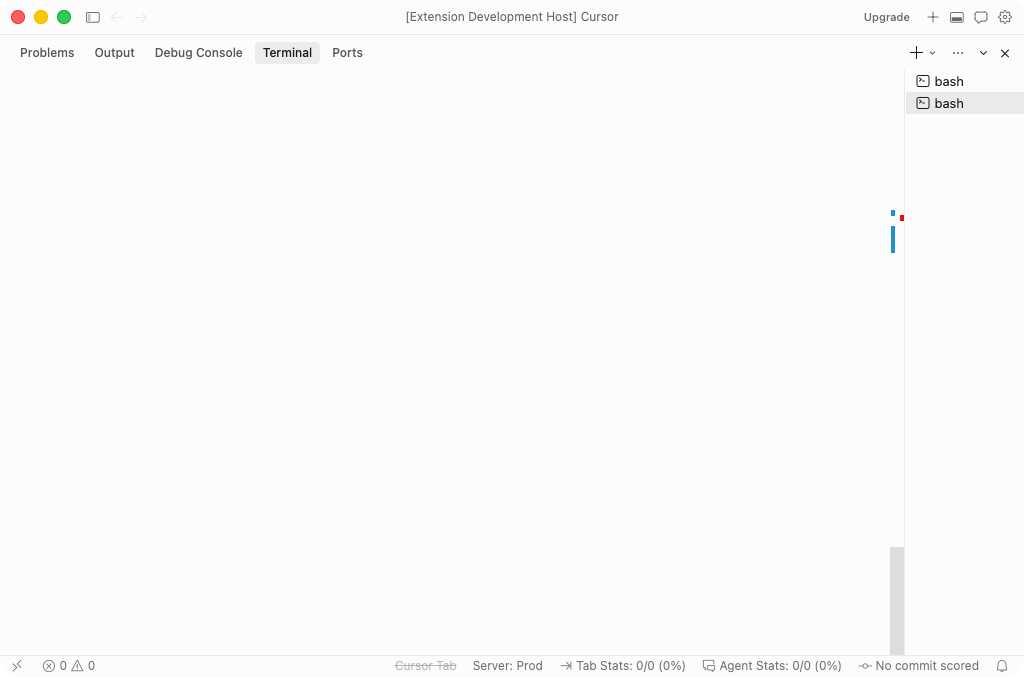 [Extension Development Host] Cursor
Upgrade
Problems Output Debug Console Terminal Ports
bash
bash
0 0 Cursor Tab Server: Prod Tab Stats: 0/0 (0%) Agent Stats: 0/0 (0%) No commit scored